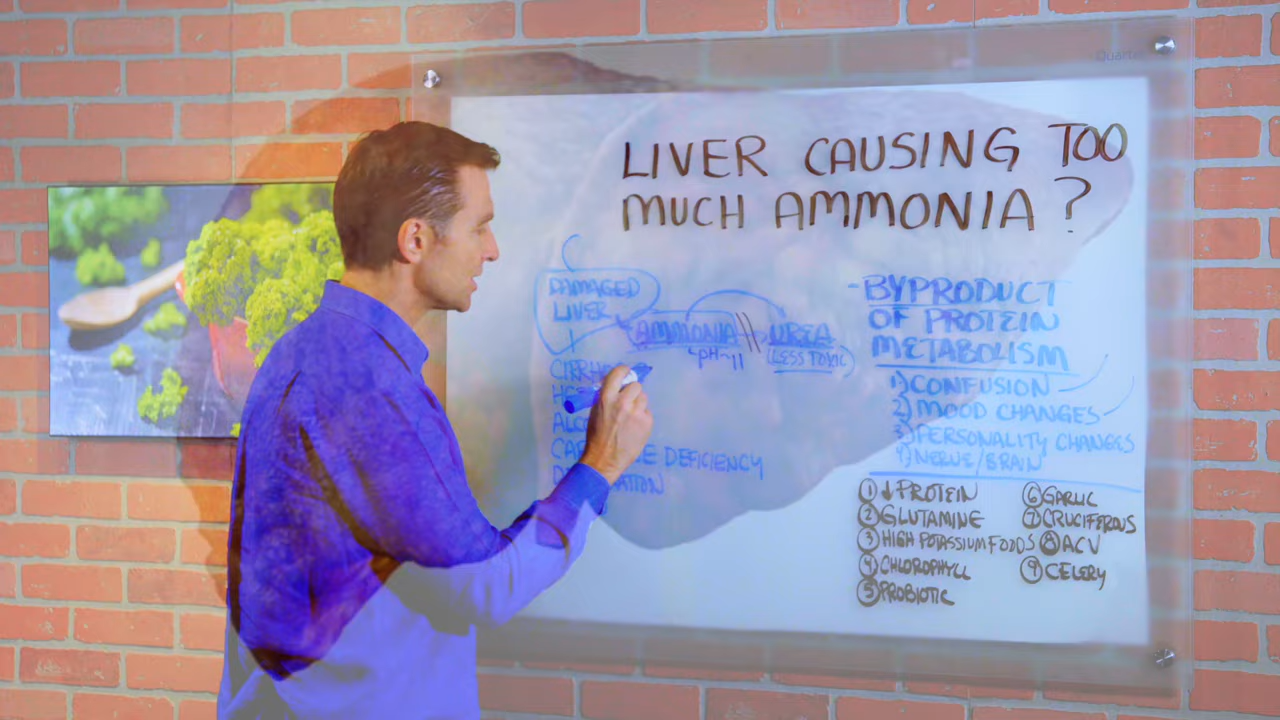 Quartet
LIVER CAUSING TOO
MUCH AMMONIA?
DAMAGED
LIVER
AMMONIA UREA
(LESS TOXIC)
pH~11
DEFICIENCY
-BYPRODUCT
OF PROTEIN
METABOLISM
1) CONFUSION
2) MOOD CHANGES
3) PERSONALITY CHANGES
4) NERVE/BRAIN
① ↓ PROTEIN
② GLUTAMINE
③ HIGH POTASSIUM FOODS
④ CHLOROPHYLL
⑤ PROBIOTIC
⑥ GARLIC
⑦ CRUCIFEROUS
⑧ ACV
⑨ CELERY